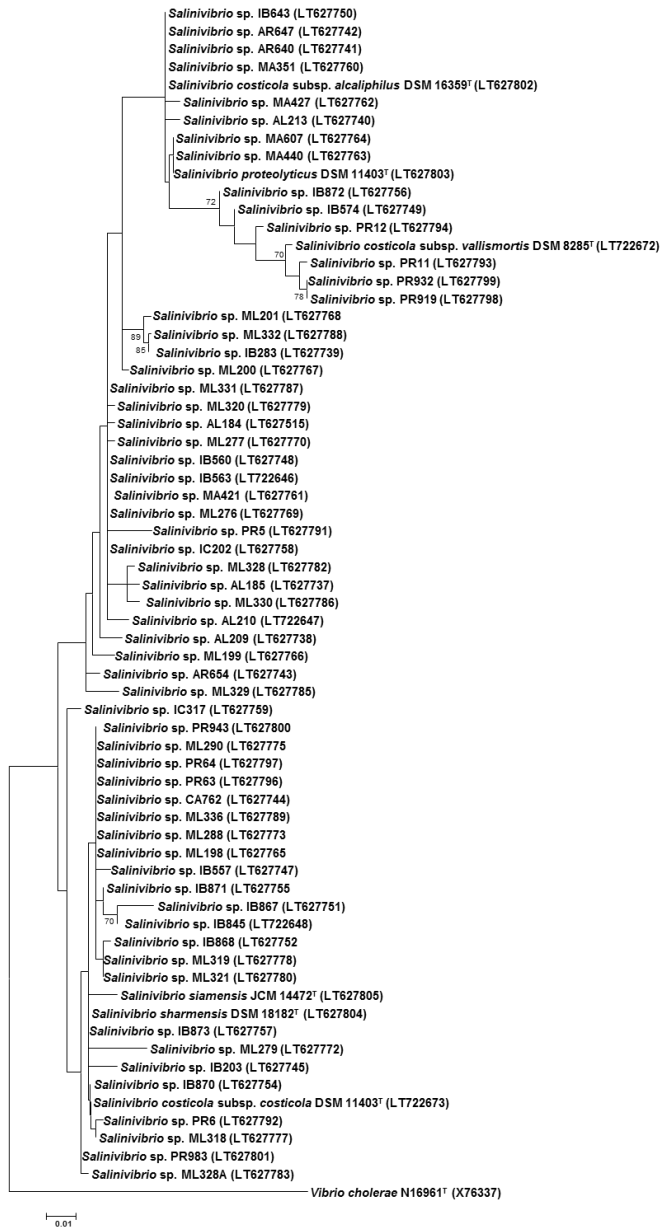 Salinivibrio sp. IB643 (LT627750)
Salinivibrio sp. AR647 (LT627742)
Salinivibrio sp. AR640 (LT627741)
Salinivibrio sp. MA351 (LT627760)
Salinivibrio costicola subsp. alcaliphilus DSM 16359ᵀ (LT627802)
Salinivibrio sp. MA427 (LT627762)
Salinivibrio sp. AL213 (LT627740)
Salinivibrio sp. MA607 (LT627764)
Salinivibrio sp. MA440 (LT627763)
Salinivibrio proteolyticus DSM 11403ᵀ (LT627803)
Salinivibrio sp. IB872 (LT627756)
72
Salinivibrio sp. IB574 (LT627749)
Salinivibrio sp. PR12 (LT627794)
Salinivibrio costicola subsp. vallismortis DSM 8285ᵀ (LT722672)
70
Salinivibrio sp. PR11 (LT627793)
Salinivibrio sp. PR932 (LT627799)
Salinivibrio sp. PR919 (LT627798)
78
Salinivibrio sp. ML201 (LT627768
Salinivibrio sp. ML332 (LT627788)
89
Salinivibrio sp. IB283 (LT627739)
85
Salinivibrio sp. ML200 (LT627767)
Salinivibrio sp. ML331 (LT627787)
Salinivibrio sp. ML320 (LT627779)
Salinivibrio sp. AL184 (LT627515)
Salinivibrio sp. ML277 (LT627770)
Salinivibrio sp. IB560 (LT627748)
Salinivibrio sp. IB563 (LT722646)
Salinivibrio sp. MA421 (LT627761)
Salinivibrio sp. ML276 (LT627769)
Salinivibrio sp. PR5 (LT627791)
Salinivibrio sp. IC202 (LT627758)
Salinivibrio sp. ML328 (LT627782)
Salinivibrio sp. AL185 (LT627737)
Salinivibrio sp. ML330 (LT627786)
Salinivibrio sp. AL210 (LT722647)
Salinivibrio sp. AL209 (LT627738)
Salinivibrio sp. ML199 (LT627766)
Salinivibrio sp. AR654 (LT627743)
Salinivibrio sp. ML329 (LT627785)
Salinivibrio sp. IC317 (LT627759)
Salinivibrio sp. PR943 (LT627800
Salinivibrio sp. ML290 (LT627775
Salinivibrio sp. PR64 (LT627797)
Salinivibrio sp. PR63 (LT627796)
Salinivibrio sp. CA762 (LT627744)
Salinivibrio sp. ML336 (LT627789)
Salinivibrio sp. ML288 (LT627773
Salinivibrio sp. ML198 (LT627765
Salinivibrio sp. IB557 (LT627747)
Salinivibrio sp. IB871 (LT627755
Salinivibrio sp. IB867 (LT627751)
70
Salinivibrio sp. IB845 (LT722648)
Salinivibrio sp. IB868 (LT627752
Salinivibrio sp. ML319 (LT627778)
Salinivibrio sp. ML321 (LT627780)
Salinivibrio siamensis JCM 14472ᵀ (LT627805)
Salinivibrio sharmensis DSM 18182ᵀ (LT627804)
Salinivibrio sp. IB873 (LT627757)
Salinivibrio sp. ML279 (LT627772)
Salinivibrio sp. IB203 (LT627745)
Salinivibrio sp. IB870 (LT627754)
Salinivibrio costicola subsp. costicola DSM 11403ᵀ (LT722673)
Salinivibrio sp. PR6 (LT627792)
Salinivibrio sp. ML318 (LT627777)
Salinivibrio sp. PR983 (LT627801)
Salinivibrio sp. ML328A (LT627783)
Vibrio cholerae N16961ᵀ (X76337)
0.01